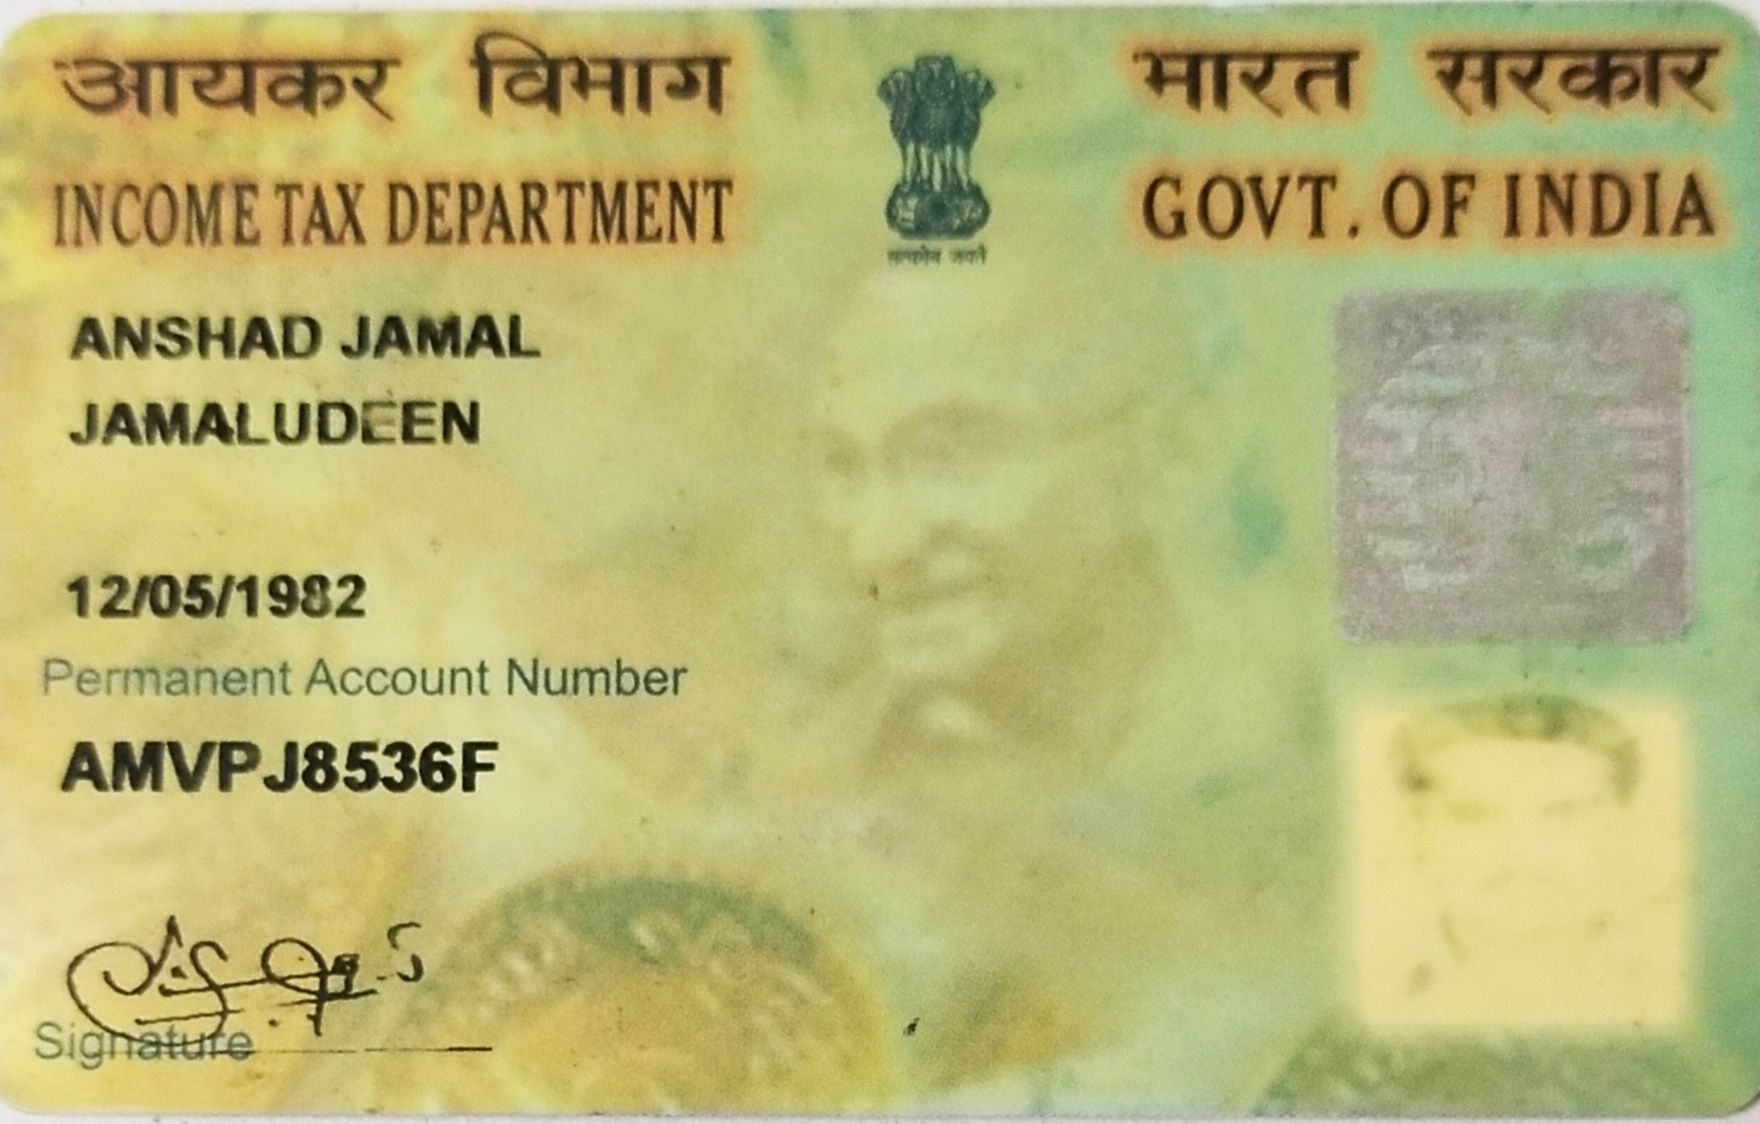 आयकर विभाग
INCOME TAX DEPARTMENT
सत्यमेव जयते
भारत सरकार
GOVT. OF INDIA
ANSHAD JAMAL
JAMALUDEEN
12/05/1982
Permanent Account Number
AMVPJ8536F
Signature